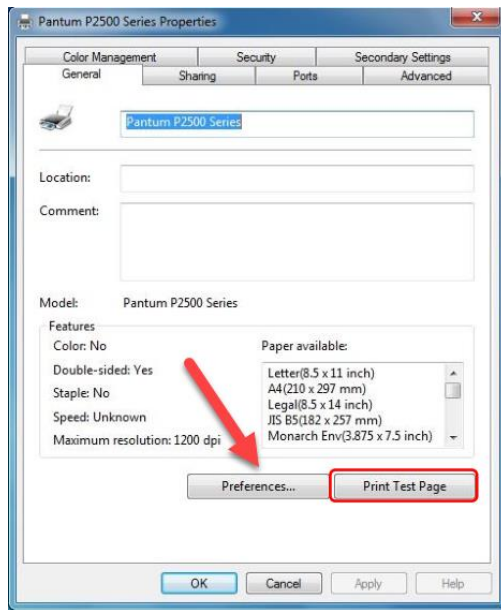 Pantum P2500 Series Properties
Color Management Security Secondary Settings
General Sharing Ports Advanced
Pantum P2500 Series
Location:
Comment:
Model: Pantum P2500 Series
Features
Color: No
Double-sided: Yes
Staple: No
Speed: Unknown
Maximum resolution: 1200 dpi
Paper available:
Letter(8.5 x 11 inch)
A4(210 x 297 mm)
Legal(8.5 x 14 inch)
JIS B5(182 x 257 mm)
Monarch Env(3.875 x 7.5 inch)
Preferences... Print Test Page
OK Cancel Apply Help